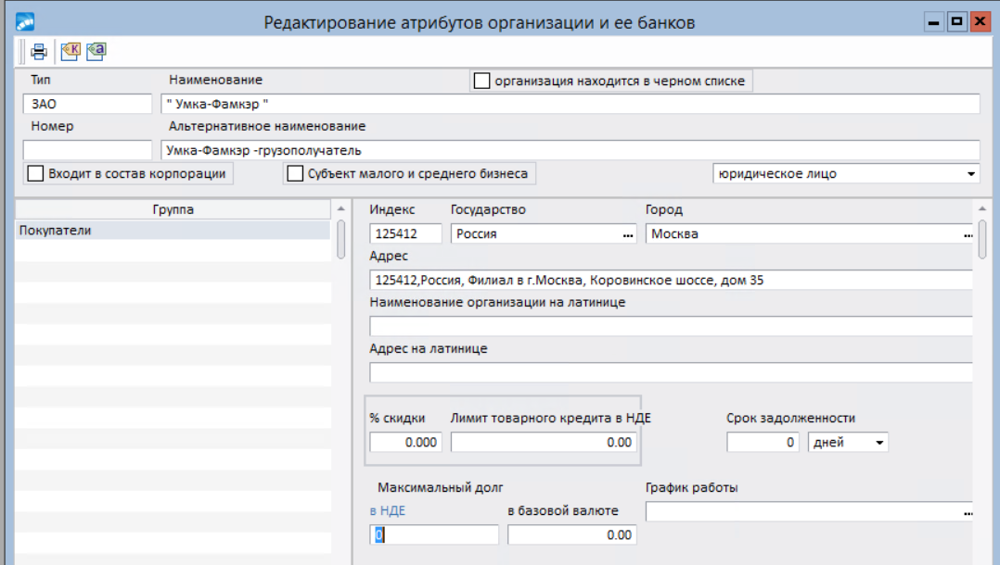 Редактирование атрибутов организации и ее банков
к a
Тип Наименование организация находится в черном списке
ЗАО " Умка-Фамкэр "
Номер Альтернативное наименование
Умка-Фамкэр -грузополучатель
Входит в состав корпорации Субъект малого и среднего бизнеса юридическое лицо
Группа Индекс Государство Город
Покупатели 125412 Россия ... Москва ...
Адрес
125412,Россия, Филиал в г.Москва, Коровинское шоссе, дом 35
Наименование организации на латинице
Адрес на латинице
% скидки Лимит товарного кредита в НДЕ Срок задолженности
0.000 0.00 0 дней
Максимальный долг График работы
в НДЕ в базовой валюте ...
0 0.00